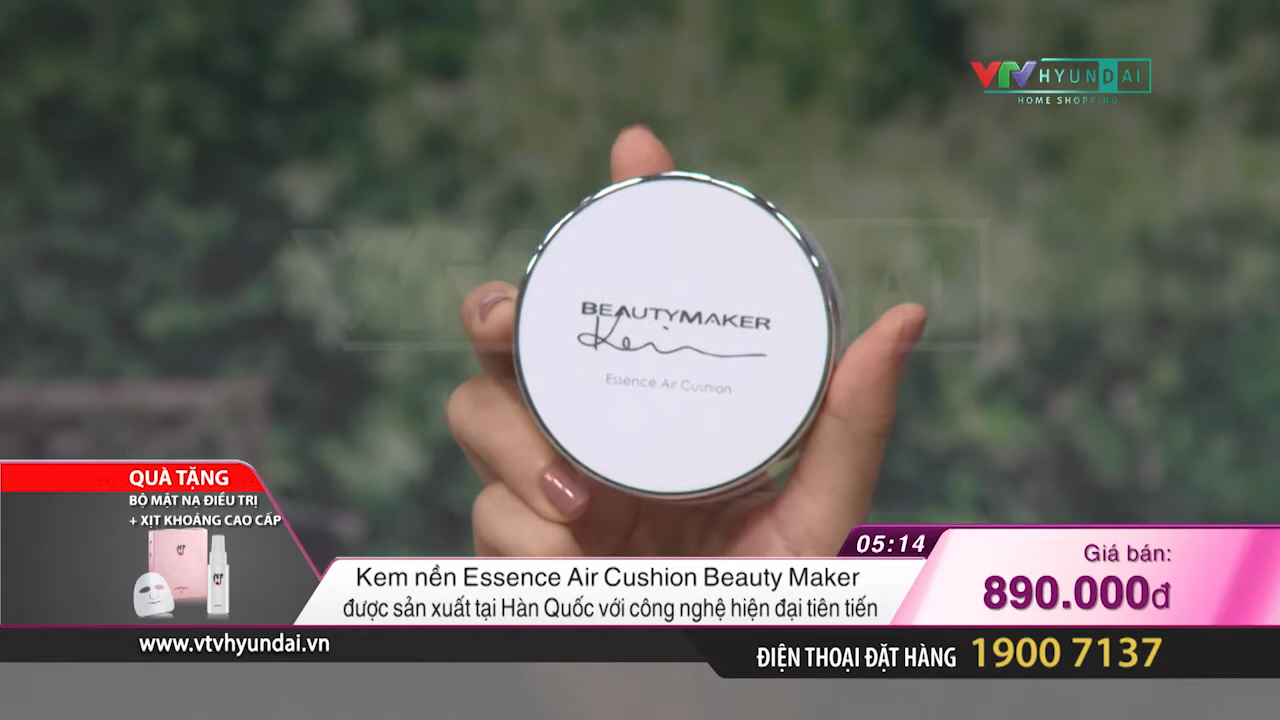 VTV HYUNDAI
HOME SHOPPING
BEAUTYMAKER
Kein
Essence Air Cushion
QUÀ TẶNG
BỘ MẶT NẠ ĐIỀU TRỊ
+ XỊT KHOÁNG CAO CẤP
05:14
Giá bán:
890.000đ
Kem nền Essence Air Cushion Beauty Maker
được sản xuất tại Hàn Quốc với công nghệ hiện đại tiên tiến
www.vtvhyundai.vn
ĐIỆN THOẠI ĐẶT HÀNG 1900 7137